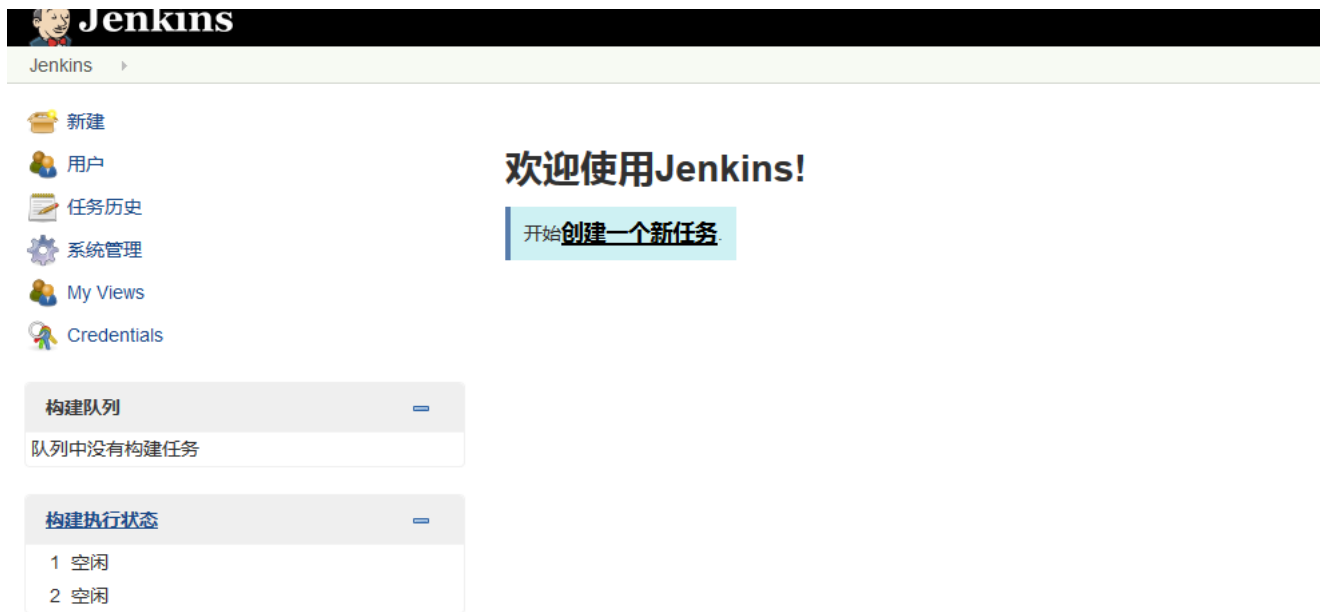 Jenkins
Jenkins
新建
用户
任务历史
系统管理
My Views
Credentials
构建队列
队列中没有构建任务
构建执行状态
1 空闲
2 空闲
欢迎使用Jenkins!
开始创建一个新任务.